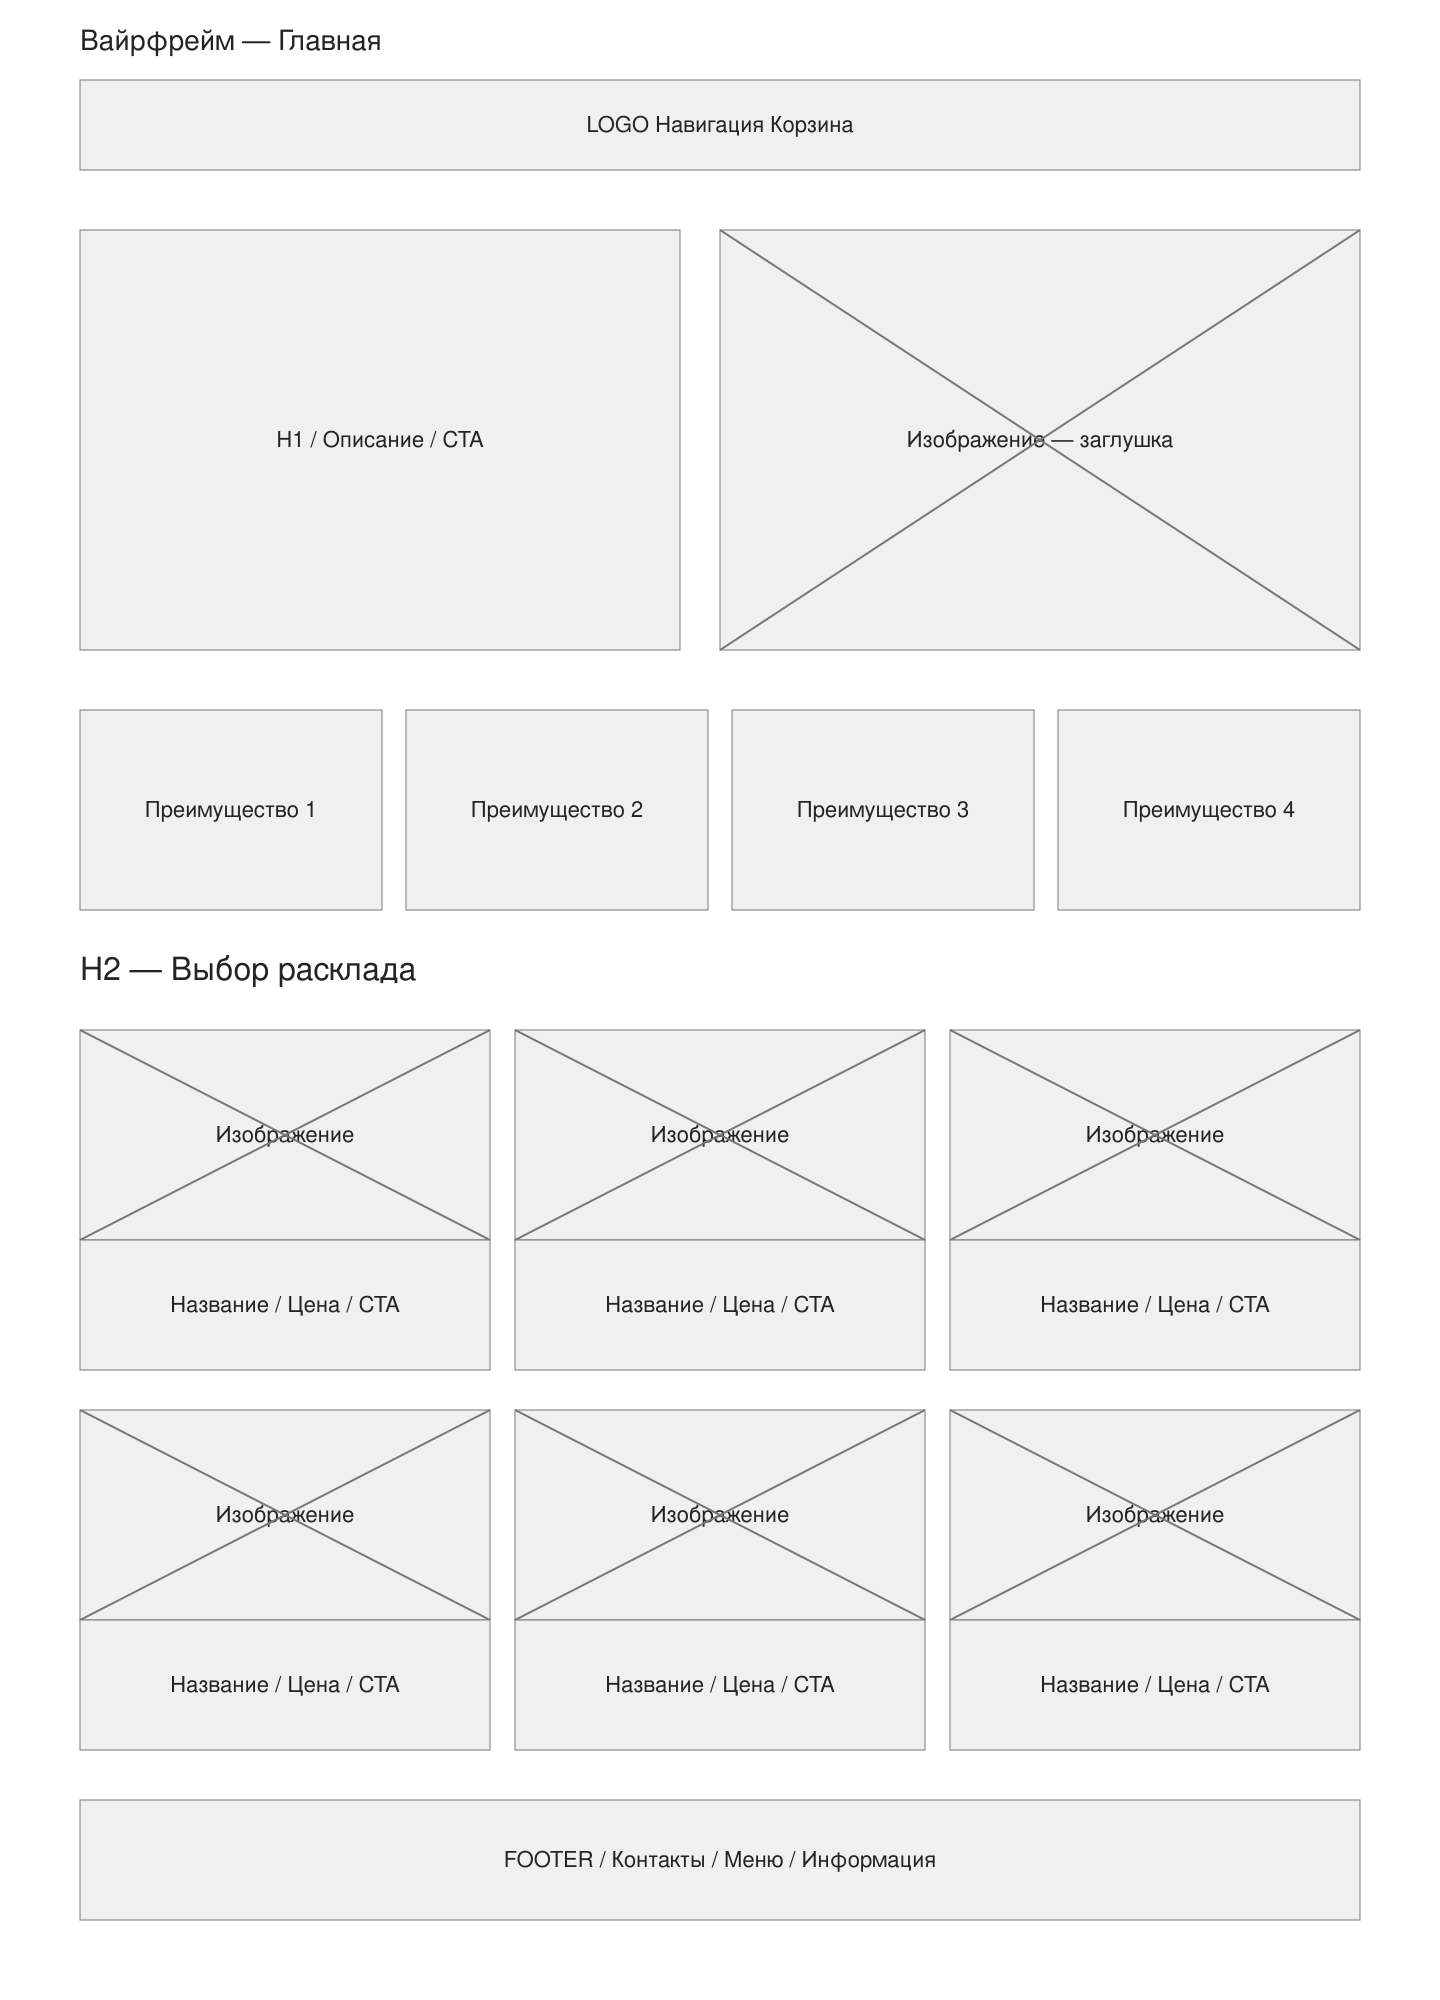 Вайрфрейм — Главная
LOGO Навигация Корзина
H1 / Описание / CTA
Изображение — заглушка
Преимущество 1
Преимущество 2
Преимущество 3
Преимущество 4
H2 — Выбор расклада
Изображение
Изображение
Изображение
Название / Цена / CTA
Название / Цена / CTA
Название / Цена / CTA
Изображение
Изображение
Изображение
Название / Цена / CTA
Название / Цена / CTA
Название / Цена / CTA
FOOTER / Контакты / Меню / Информация